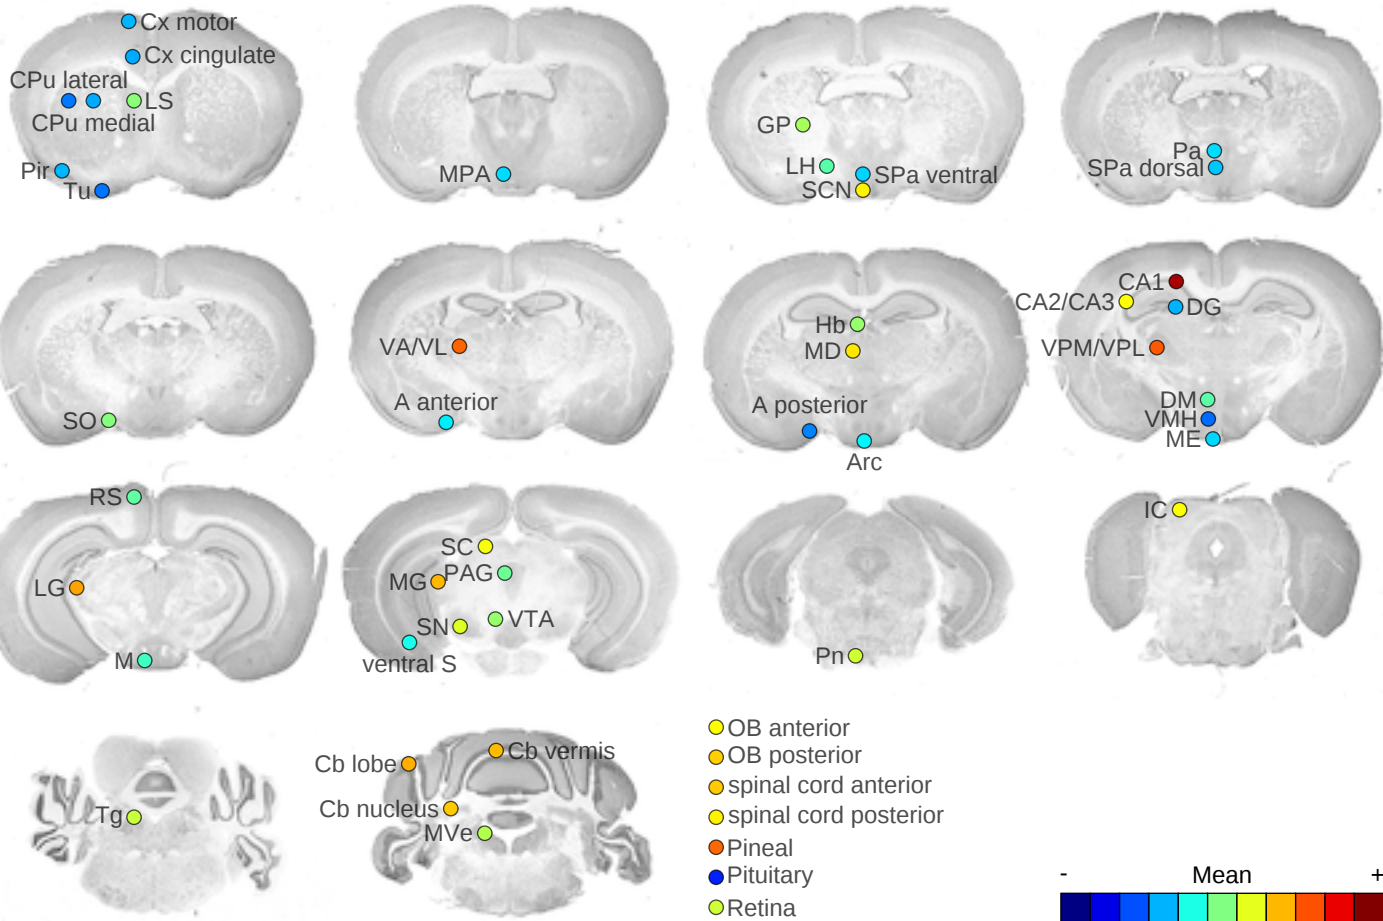 Cx motor
Cx cingulate
CPu lateral
LS
CPu medial
Pir
Tu
MPA
GP
LH
SPa ventral
SCN
Pa
SPa dorsal
SO
VA/VL
A anterior
Hb
MD
A posterior
Arc
CA1
CA2/CA3
DG
VPM/VPL
DM
VMH
ME
RS
LG
M
SC
PAG
MG
VTA
SN
ventral S
Pn
IC
Tg
Cb lobe
Cb vermis
Cb nucleus
MVe
OB anterior
OB posterior
spinal cord anterior
spinal cord posterior
Pineal
Pituitary
Retina
- Mean +